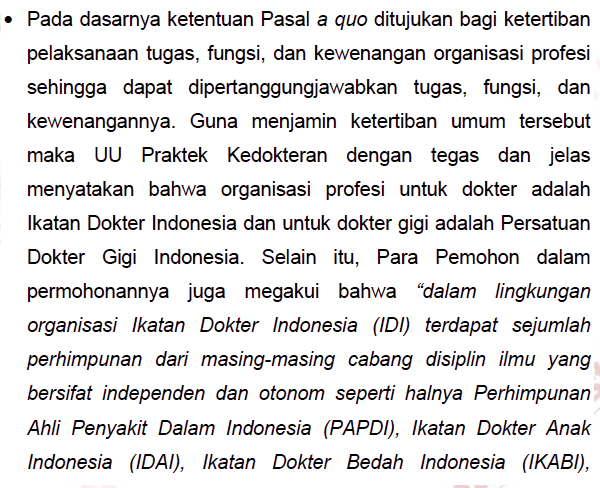 • Pada dasarnya ketentuan Pasal a quo ditujukan bagi ketertiban
pelaksanaan tugas, fungsi, dan kewenangan organisasi profesi
sehingga dapat dipertanggungjawabkan tugas, fungsi, dan
kewenangannya. Guna menjamin ketertiban umum tersebut
maka UU Praktek Kedokteran dengan tegas dan jelas
menyatakan bahwa organisasi profesi untuk dokter adalah
Ikatan Dokter Indonesia dan untuk dokter gigi adalah Persatuan
Dokter Gigi Indonesia. Selain itu, Para Pemohon dalam
permohonannya juga megakui bahwa “dalam lingkungan
organisasi Ikatan Dokter Indonesia (IDI) terdapat sejumlah
perhimpunan dari masing-masing cabang disiplin ilmu yang
bersifat independen dan otonom seperti halnya Perhimpunan
Ahli Penyakit Dalam Indonesia (PAPDI), Ikatan Dokter Anak
Indonesia (IDAI), Ikatan Dokter Bedah Indonesia (IKABI),